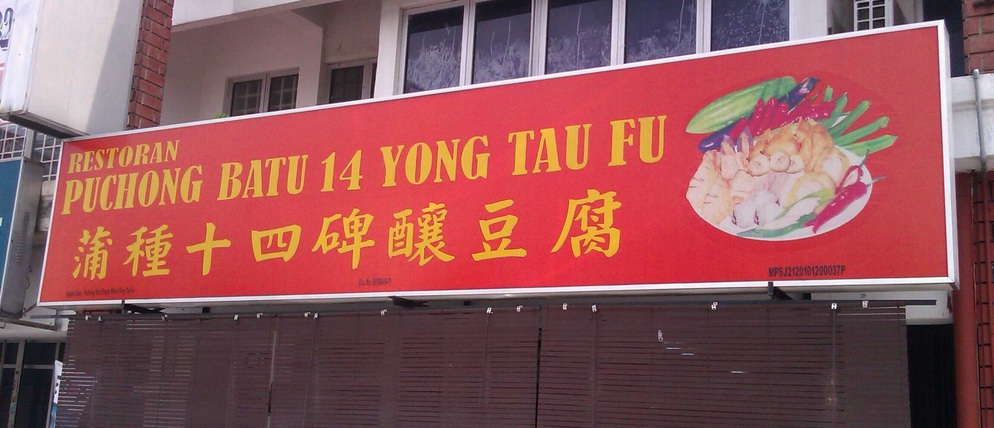 RESTORAN
PUCHONG BATU 14 YONG TAU FU
蒲種十四碑釀豆腐
MPSJ2120101200037P